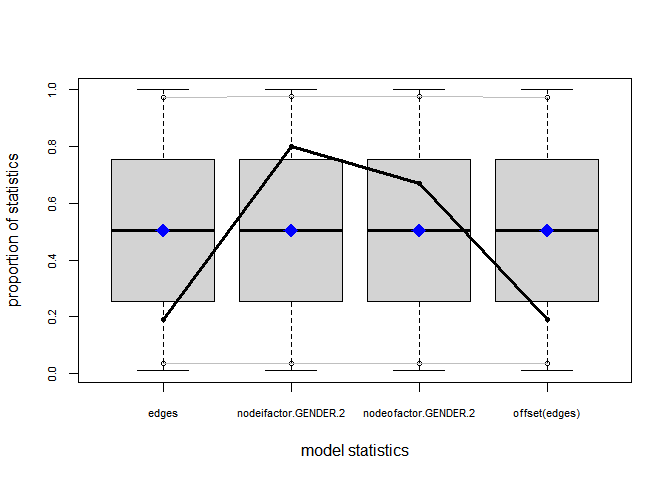 1.0
0.8
0.6
0.4
0.2
0.0
proportion of statistics
edges nodeifactor.GENDER.2 nodeofactor.GENDER.2 offset(edges)
model statistics